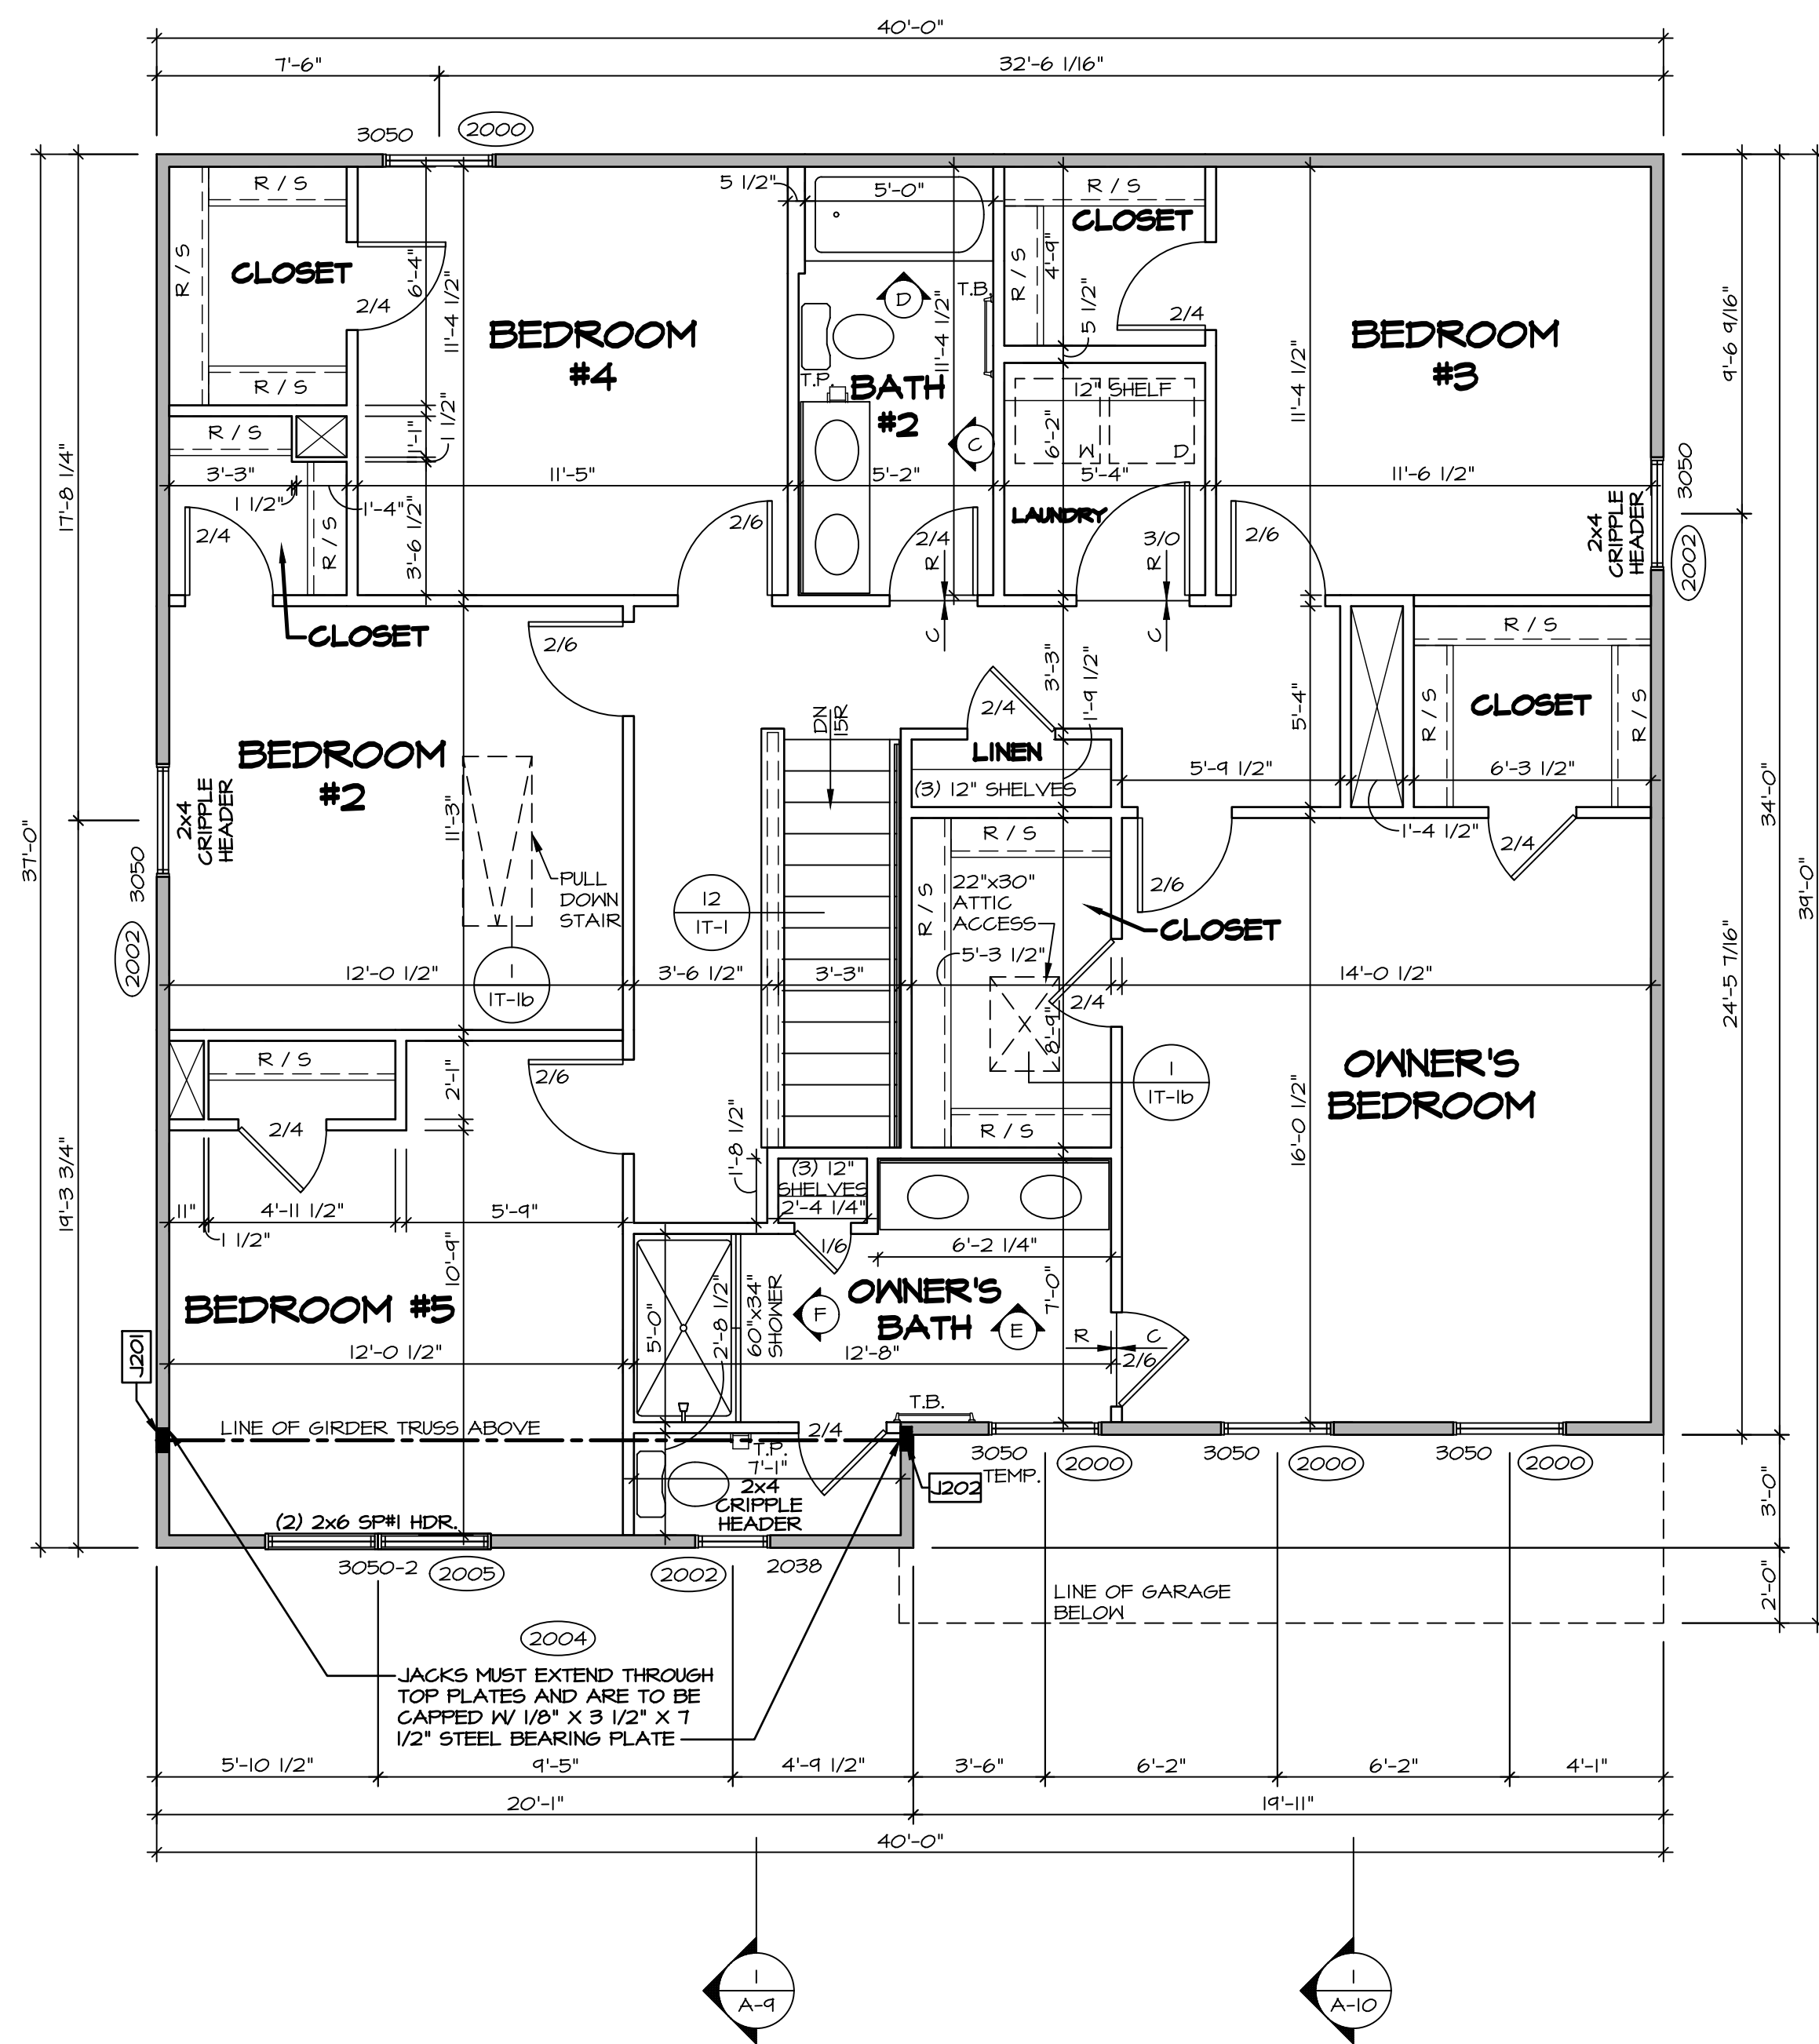 40'-0"
7'-6"
32'-6 1/16"
3050
2000
R / S
5 1/2"
5'-0"
R / S
CLOSET
R / S
CLOSET
R / S
4'-9"
6'-4"
11'-4 1/2"
2/4
D
T.B.
11'-4 1/2"
5 1/2"
2/4
BEDROOM
#4
BEDROOM
#3
11'-4 1/2"
9'-6 9/16"
T.P.
BATH
#2
12" SHELF
R / S
R / S
1'-1"
1 1/2"
C
6'-2"
W
D
3'-3"
11'-5"
5'-2"
5'-4"
11'-6 1/2"
1 1/2"
1'-4"
3'-6 1/2"
LAUNDRY
3050
17'-8 1/4"
2/4
R / S
2/6
2/4
R
3/0
R
2/6
2x4
CRIPPLE
HEADER
2002
CLOSET
2/6
C
C
R / S
3'-3"
1'-9 1/2"
5'-4"
DN
15R
2/4
R / S
CLOSET
R / S
BEDROOM
#2
LINEN
(3) 12" SHELVES
5'-9 1/2"
6'-3 1/2"
34'-0"
2x4
CRIPPLE
HEADER
11'-3"
1'-4 1/2"
2/4
37'-0"
3050
2002
PULL
DOWN
STAIR
12
1T-1
R / S
R / S
22"x30"
ATTIC
ACCESS
2/6
CLOSET
39'-0"
5'-3 1/2"
12'-0 1/2"
1
1T-1b
3'-6 1/2"
3'-3"
2/4
14'-0 1/2"
24'-5 7/16"
8'-9"
R / S
2'-1"
2/6
1
1T-1b
OWNER'S
BEDROOM
2/4
1'-8 1/2"
R / S
16'-0 1/2"
19'-3 3/4"
(3) 12"
SHELVES
2'-4 1/4"
11"
4'-11 1/2"
5'-9"
1 1/2"
10'-9"
1/6
6'-2 1/4"
BEDROOM #5
5'-0"
2'-8 1/2"
60"x34"
SHOWER
F
OWNER'S
BATH
E
7'-0"
R
C
2/6
J201
12'-0 1/2"
12'-8"
LINE OF GIRDER TRUSS ABOVE
T.B.
2/4
T.P.
7'-1"
2x4
CRIPPLE
HEADER
3050
TEMP.
2000
3050
2000
3050
2000
J202
3'-0"
(2) 2x6 SP#1 HDR.
3050-2
2005
2002
2038
LINE OF GARAGE
BELOW
2'-0"
2004
JACKS MUST EXTEND THROUGH
TOP PLATES AND ARE TO BE
CAPPED W/ 1/8" X 3 1/2" X 7
1/2" STEEL BEARING PLATE
5'-10 1/2"
9'-5"
4'-9 1/2"
3'-6"
6'-2"
6'-2"
4'-1"
20'-1"
19'-11"
40'-0"
1
A-9
1
A-10